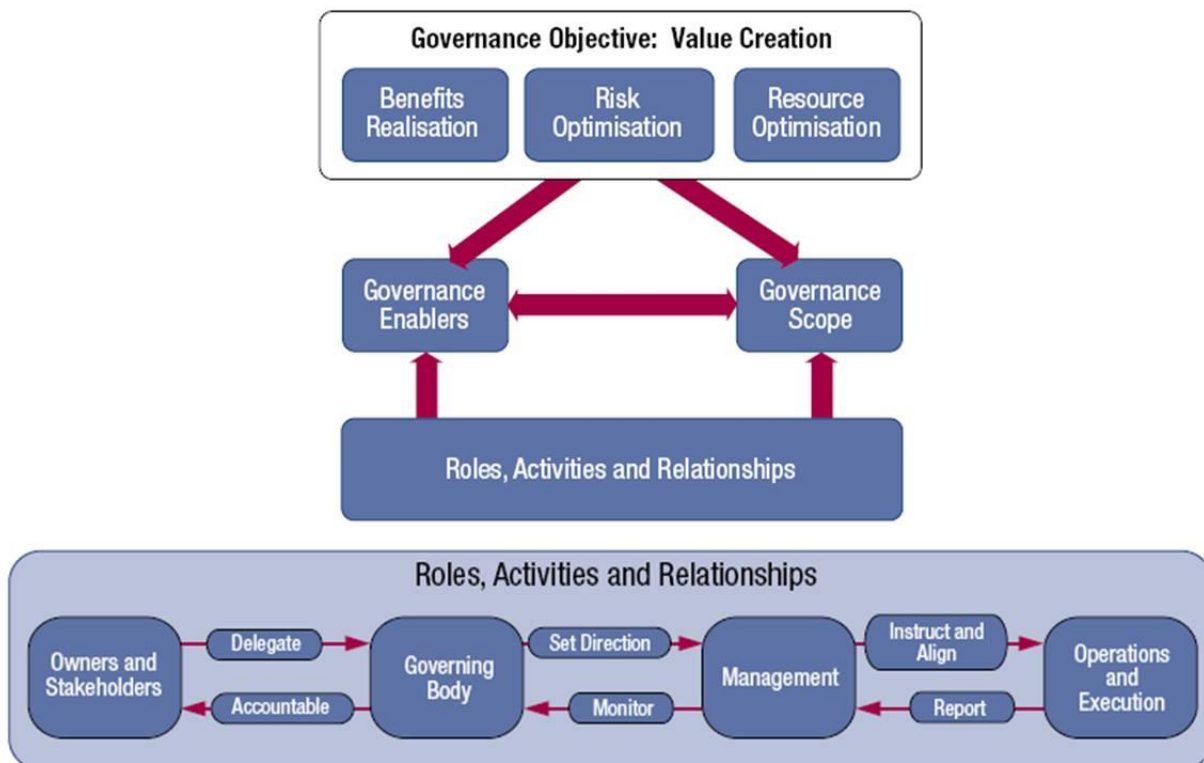 Governance Objective: Value Creation
Benefits
Realisation
Risk
Optimisation
Resource
Optimisation
Governance
Enablers
Governance
Scope
Roles, Activities and Relationships
Roles, Activities and Relationships
Owners and
Stakeholders
Delegate
Accountable
Governing
Body
Set Direction
Monitor
Management
Instruct and
Align
Report
Operations
and
Execution